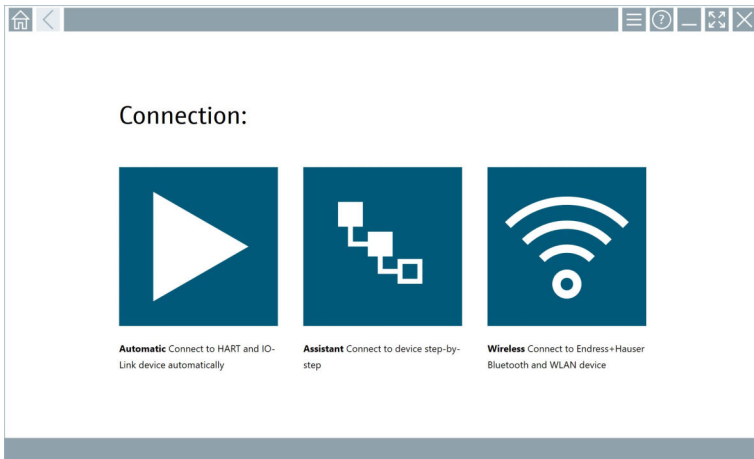 Connection:
Automatic Connect to HART and IO-
Link device automatically
Assistant Connect to device step-by-
step
Wireless Connect to Endress+Hauser
Bluetooth and WLAN device